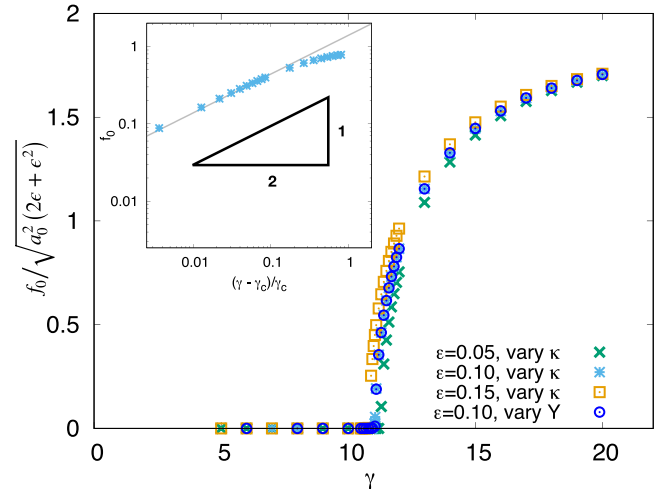 2
1.5
1
0.5
0
0
5
10
15
20
γ
f₀/√a₀² (2ϵ + ϵ²)
1
0.1
0.01
0.01
0.1
1
f₀
(γ - γc)/γc
1
2
ε=0.05, vary κ
ε=0.10, vary κ
ε=0.15, vary κ
ε=0.10, vary Y